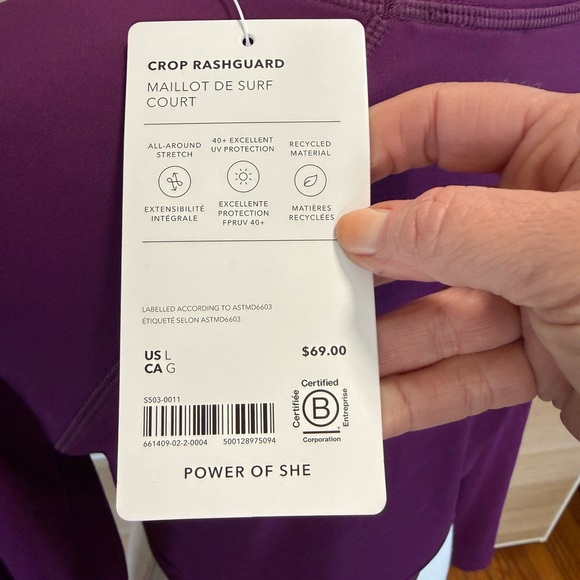 CROP RASHGUARD
MAILLOT DE SURF
COURT
ALL-AROUND
STRETCH
40+ EXCELLENT
UV PROTECTION
RECYCLED
MATERIAL
EXTENSIBILITÉ
INTÉGRALE
EXCELLENTE
PROTECTION
FPRUV 40+
MATIÈRES
RECYCLÉES
LABELLED ACCORDING TO ASTMD6603
ÉTIQUETÉ SELON ASTMD6603
US L
CA G
$69.00
S503-0011
661409-02-2-0004 500128975094
Certified
Certifiée
B
Entreprise
Corporation
POWER OF SHE